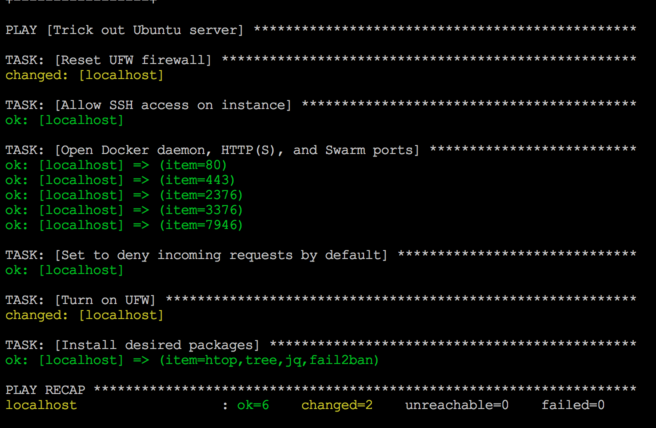 +------------------+
PLAY [Trick out Ubuntu server] ************************************************
TASK: [Reset UFW firewall] ****************************************************
changed: [localhost]
TASK: [Allow SSH access on instance] ******************************************
ok: [localhost]
TASK: [Open Docker daemon, HTTP(S), and Swarm ports] **************************
ok: [localhost] => (item=80)
ok: [localhost] => (item=443)
ok: [localhost] => (item=2376)
ok: [localhost] => (item=3376)
ok: [localhost] => (item=7946)
TASK: [Set to deny incoming requests by default] ******************************
ok: [localhost]
TASK: [Turn on UFW] ***********************************************************
changed: [localhost]
TASK: [Install desired packages] **********************************************
ok: [localhost] => (item=htop,tree,jq,fail2ban)
PLAY RECAP ********************************************************************
localhost                  : ok=6    changed=2    unreachable=0    failed=0